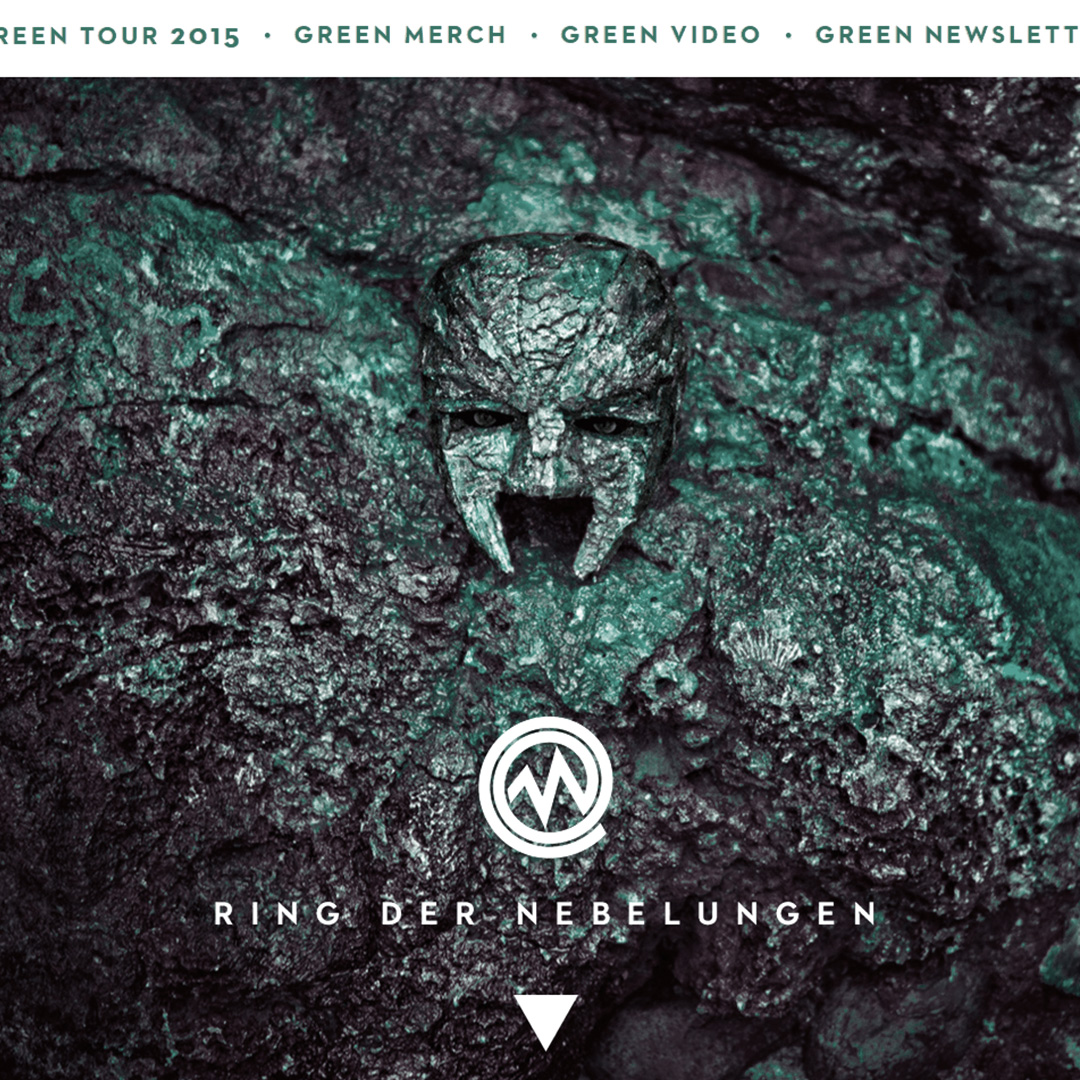 REEN TOUR 2015 • GREEN MERCH • GREEN VIDEO • GREEN NEWSLETT
RING DER NEBELUNGEN